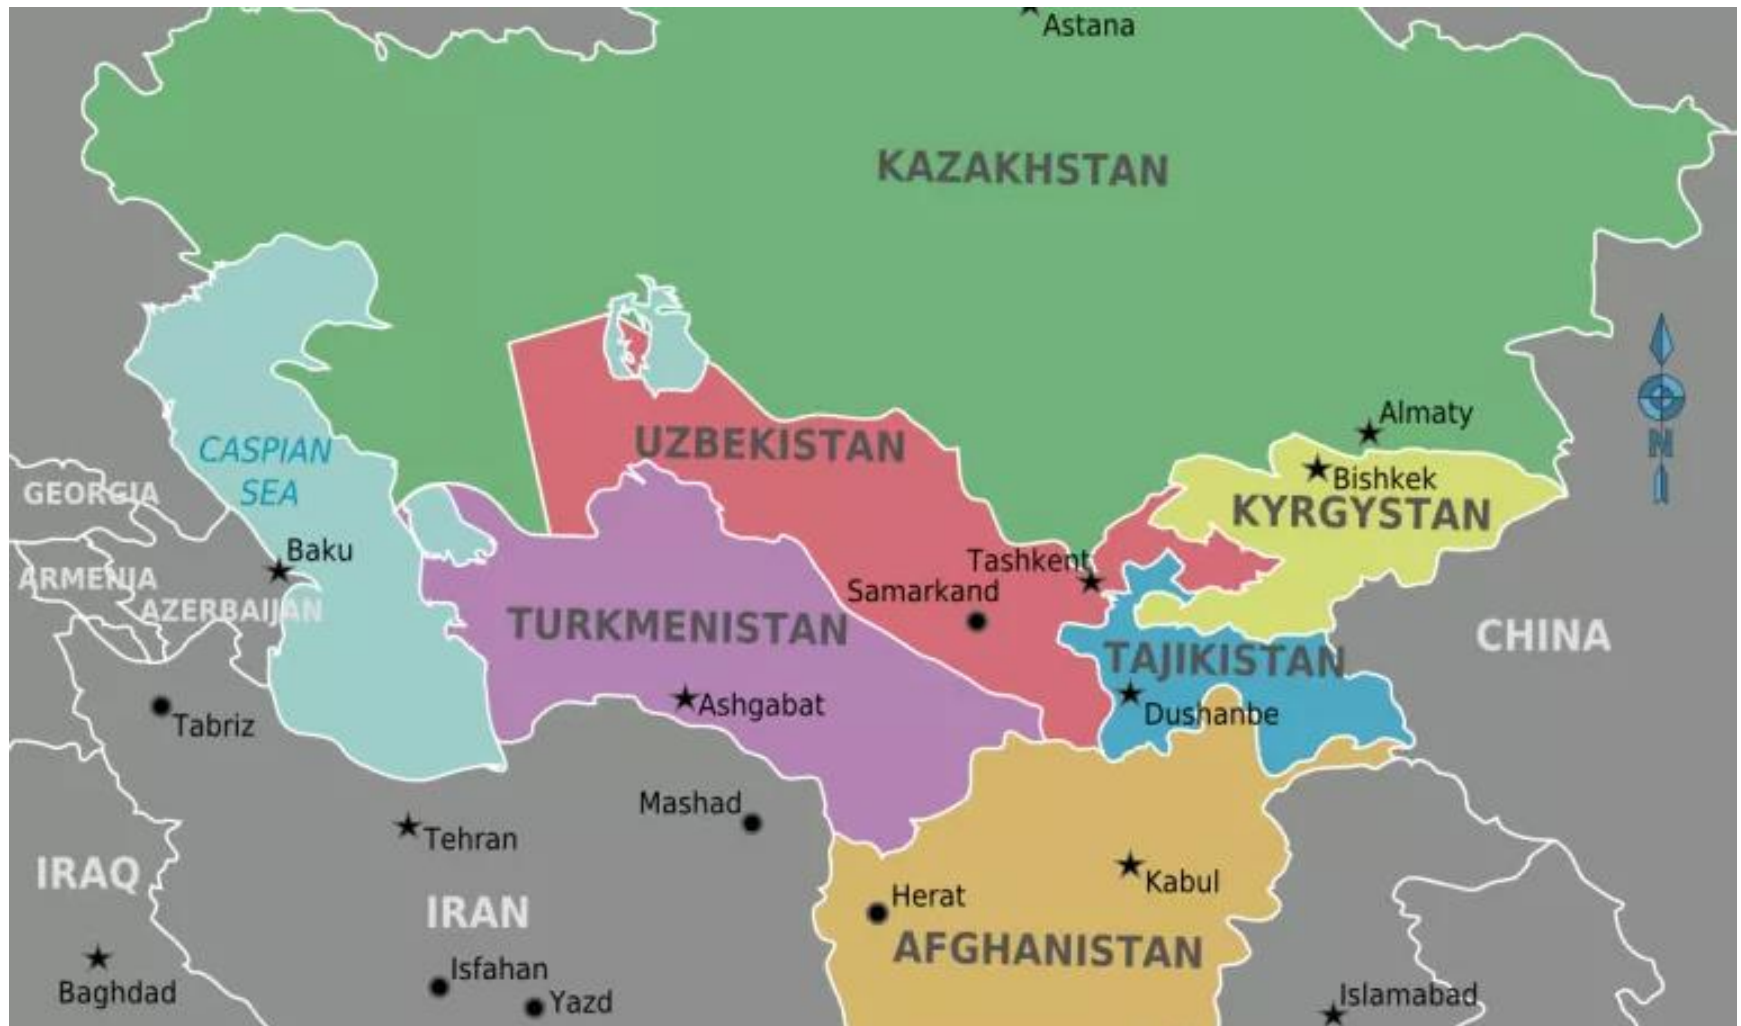 Astana
KAZAKHSTAN
CASPIAN
SEA
Almaty
UZBEKISTAN
Bishkek
N
GEORGIA
KYRGYSTAN
Baku
Tashkent
ARMENIA
Samarkand
AZERBAIJAN
TURKMENISTAN
CHINA
TAJIKISTAN
Ashgabat
Dushanbe
Tabriz
Mashad
Tehran
IRAQ
Kabul
Herat
IRAN
AFGHANISTAN
Isfahan
Baghdad
Yazd
Islamabad